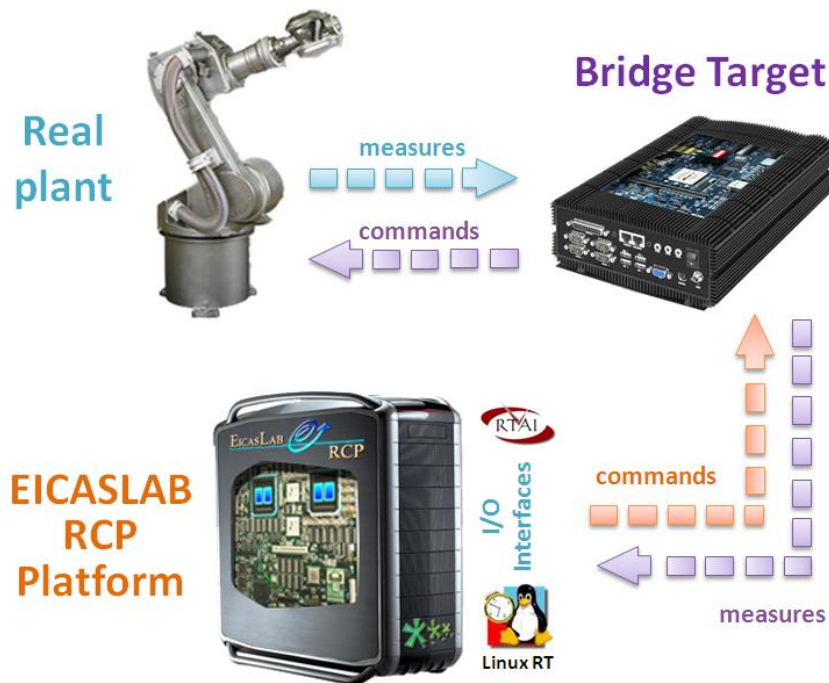 Real
plant
measures
commands
Bridge Target
EICASLAB
RCP
Platform
EICASLAB
RCP
RTAI
I/O
Interfaces
Linux RT
commands
measures